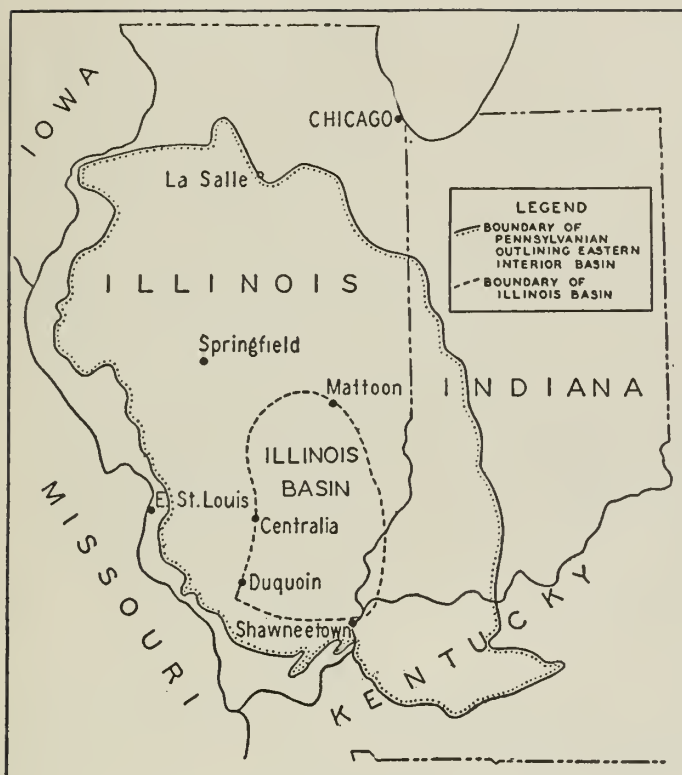 IOWA
CHICAGO
La Salle
LEGEND
BOUNDARY OF
PENNSYLVANIAN
OUTLINING EASTERN
INTERIOR BASIN
BOUNDARY OF
ILLINOIS BASIN
ILLINOIS
Springfield
Mattoon
INDIANA
ILLINOIS
BASIN
E. St. Louis
Centralia
MISSOURI
Duquoin
Shawneetown
KENTUCKY